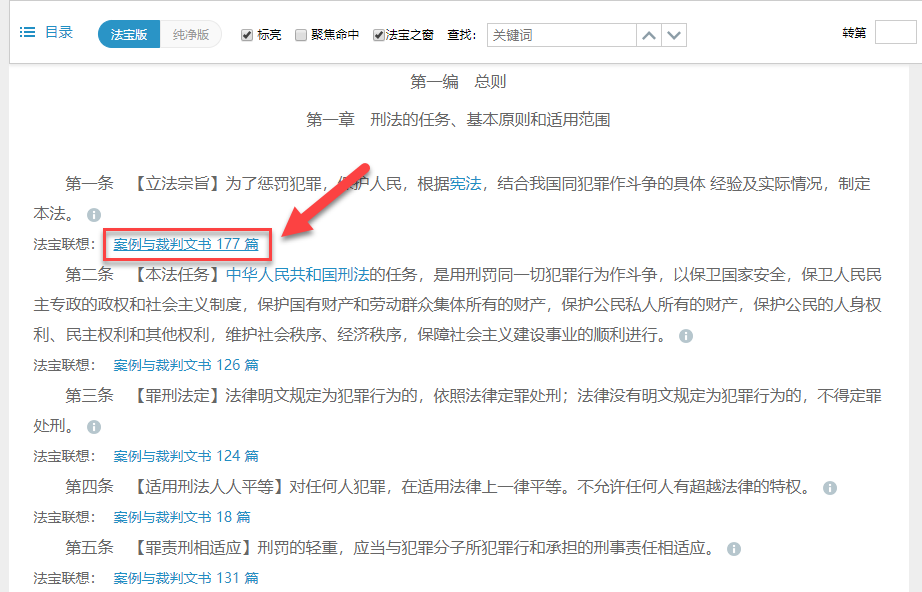 目录 法宝版 纯净版 标亮 聚焦命中 法宝之窗 查找： 关键词 转第
第一编 总则
第一章 刑法的任务、基本原则和适用范围
第一条 【立法宗旨】为了惩罚犯罪，保护人民，根据宪法，结合我国同犯罪作斗争的具体 经验及实际情况，制定
本法。
法宝联想： 案例与裁判文书 177 篇
第二条 【本法任务】中华人民共和国刑法的任务，是用刑罚同一切犯罪行为作斗争，以保卫国家安全，保卫人民民
主专政的政权和社会主义制度，保护国有财产和劳动群众集体所有的财产，保护公民私人所有的财产，保护公民的人身权
利、民主权利和其他权利，维护社会秩序、经济秩序，保障社会主义建设事业的顺利进行。
法宝联想： 案例与裁判文书 126 篇
第三条 【罪刑法定】法律明文规定为犯罪行为的，依照法律定罪处刑；法律没有明文规定为犯罪行为的，不得定罪
处刑。
法宝联想： 案例与裁判文书 124 篇
第四条 【适用刑法人人平等】对任何人犯罪，在适用法律上一律平等。不允许任何人有超越法律的特权。
法宝联想： 案例与裁判文书 18 篇
第五条 【罪责刑相适应】刑罚的轻重，应当与犯罪分子所犯罪行和承担的刑事责任相适应。
法宝联想： 案例与裁判文书 131 篇